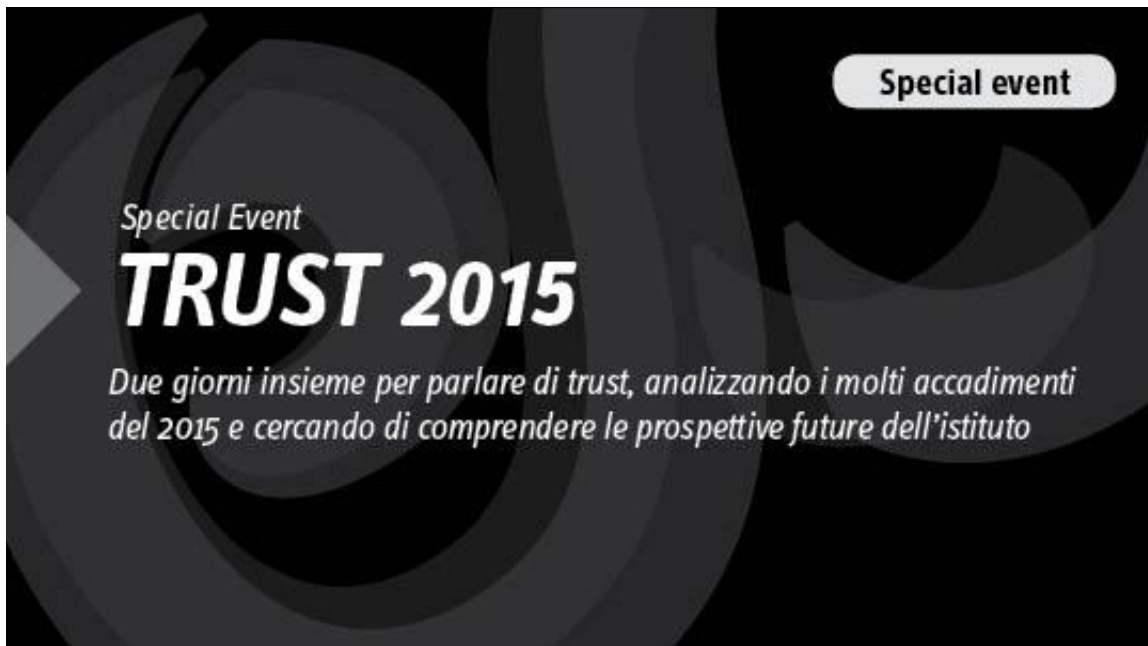 Special event
Special Event
TRUST 2015
Due giorni insieme per parlare di trust, analizzando i molti accadimenti
del 2015 e cercando di comprendere le prospettive future dell’istituto